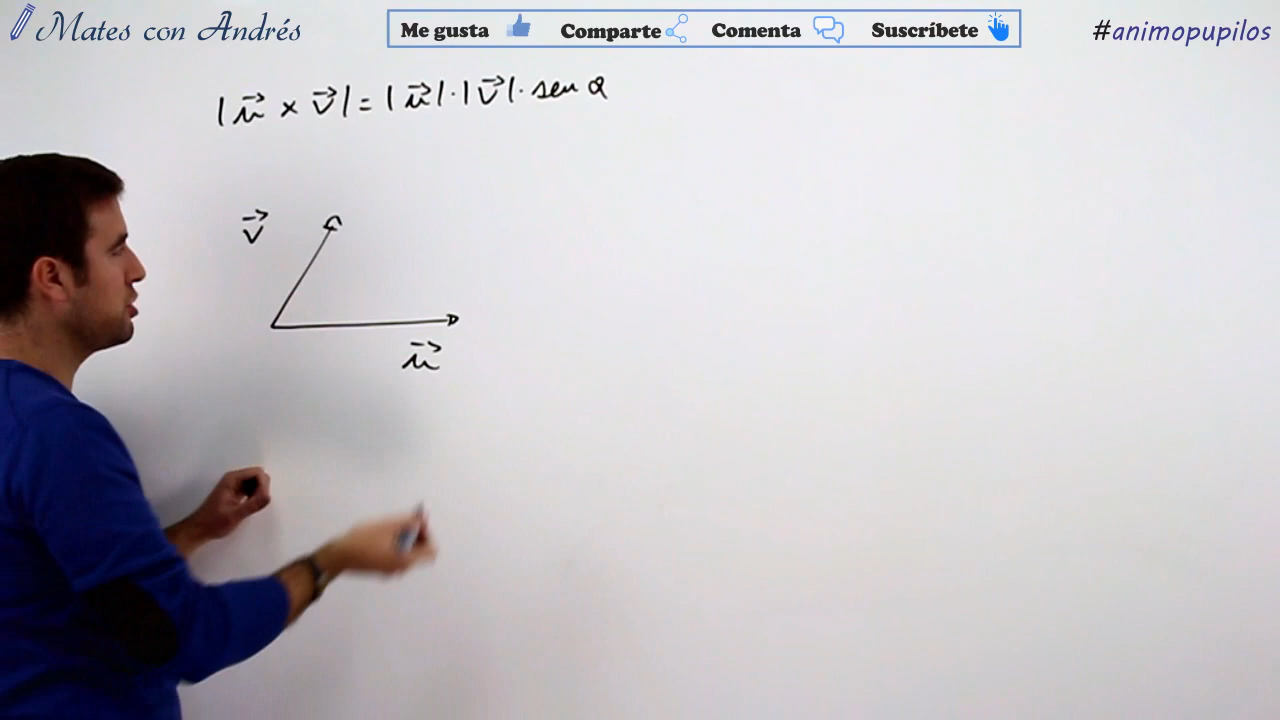 Mates con Andrés
Me gusta Comparte Comenta Suscríbete
#animopupilos
|u⃗ × v⃗| = |u⃗| · |v⃗| · sen α
v⃗
u⃗